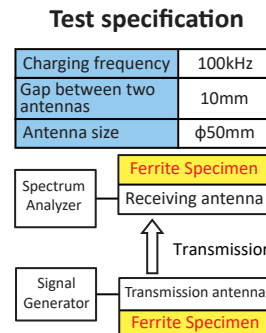 Test specification
Charging frequency 100kHz
Gap between two
antennas 10mm
Antenna size ϕ50mm
Ferrite Specimen
Spectrum
Analyzer
Receiving antenna
Transmission
Signal
Generator
Transmission antenna
Ferrite Specimen